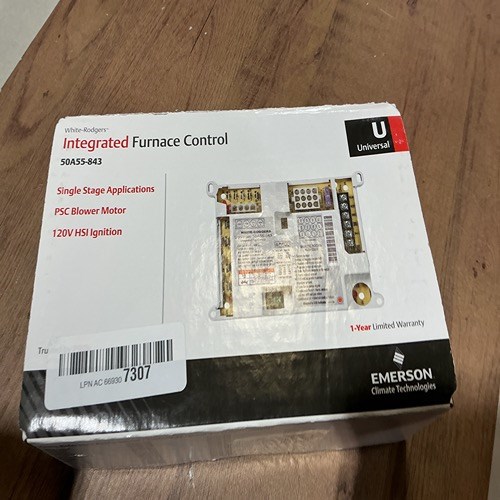 White-Rodgers™
Integrated Furnace Control
50A55-843
U
Universal
Single Stage Applications
PSC Blower Motor
120V HSI Ignition
1-Year Limited Warranty
LPN AC 66930 7307
EMERSON
Climate Technologies